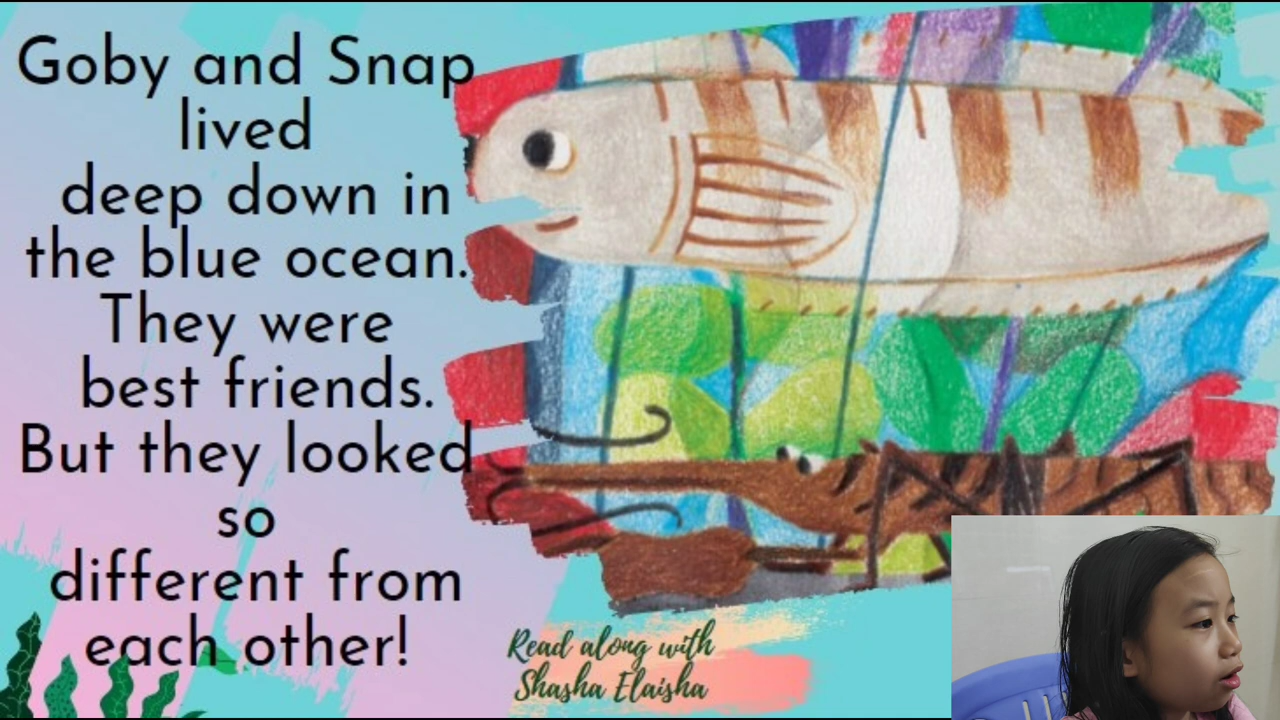 Goby and Snap
lived
deep down in
the blue ocean.
They were
best friends.
But they looked
so
different from
each other!
Read along with
Shasha Elaisha